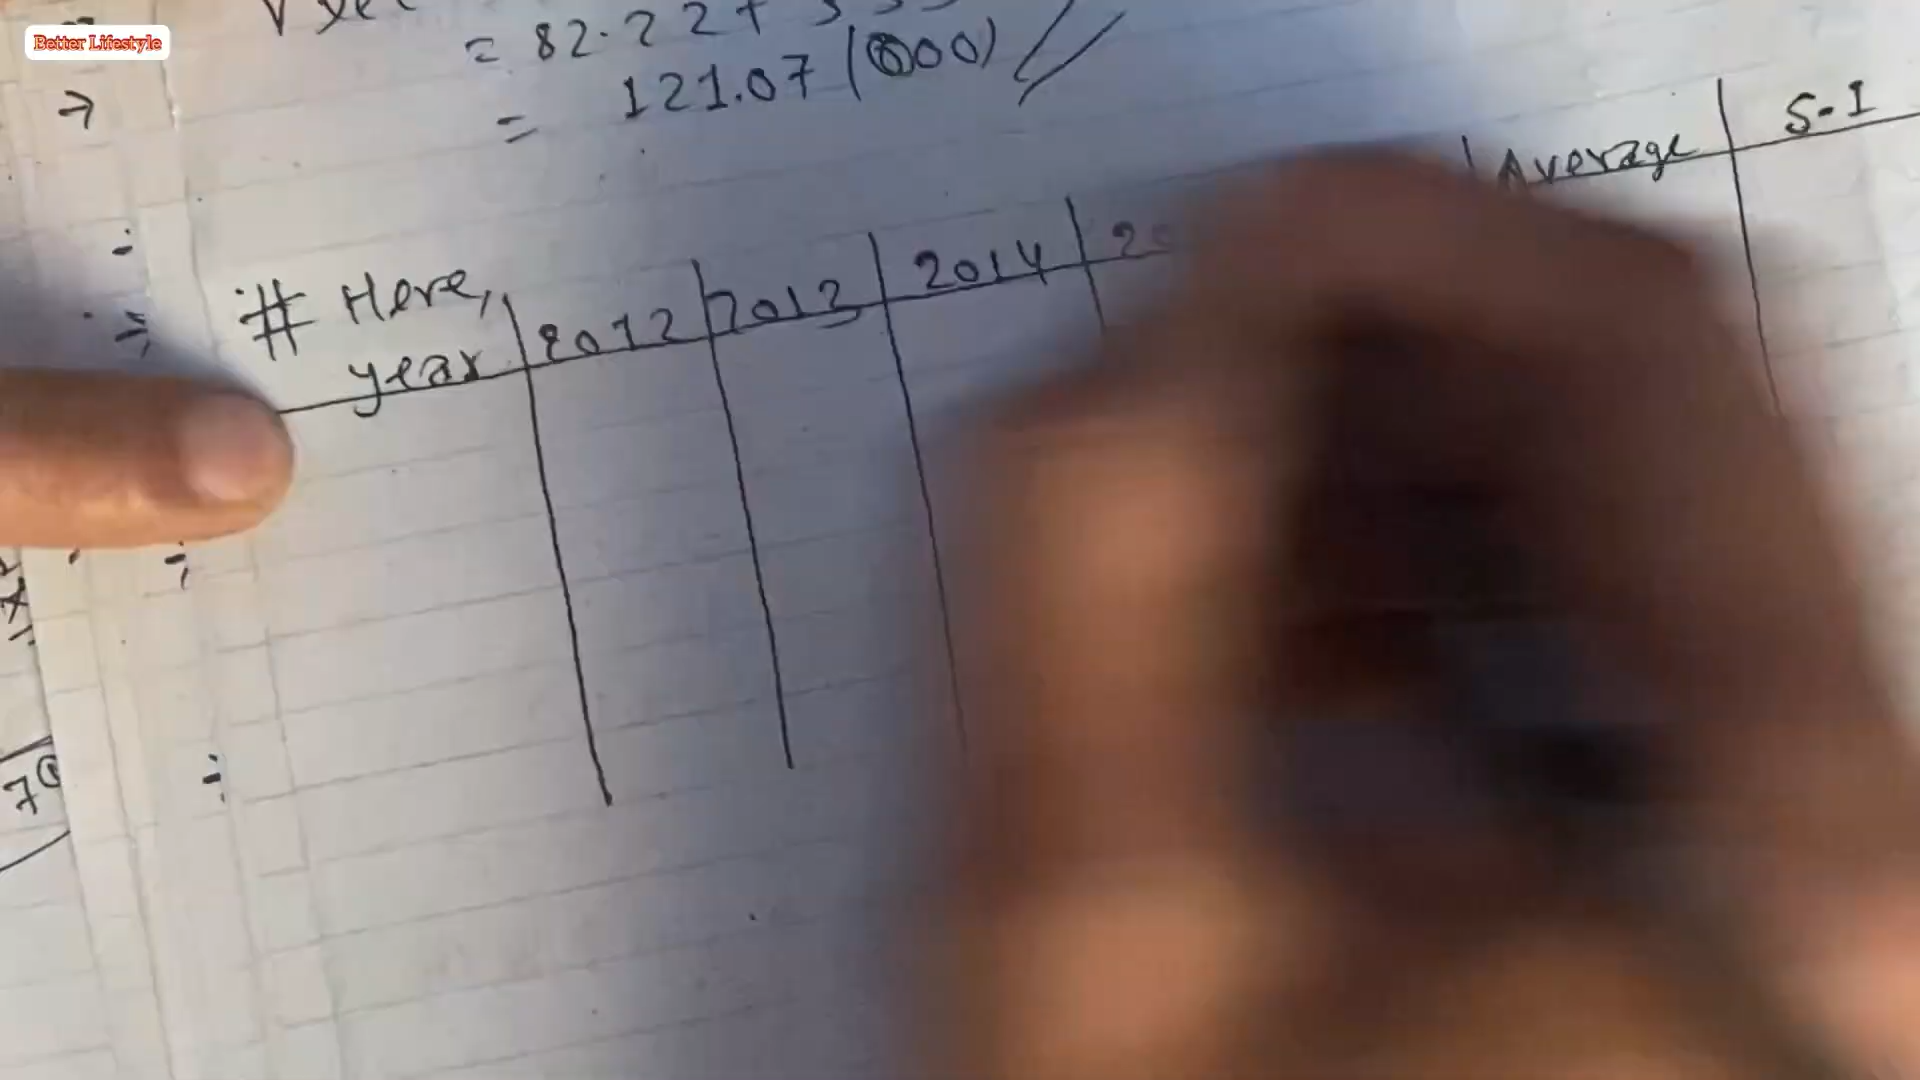 Better Lifestyle
= 82.22+
= 121.07 (000)
# Here,
year 2012 2013 2014 Average S-I